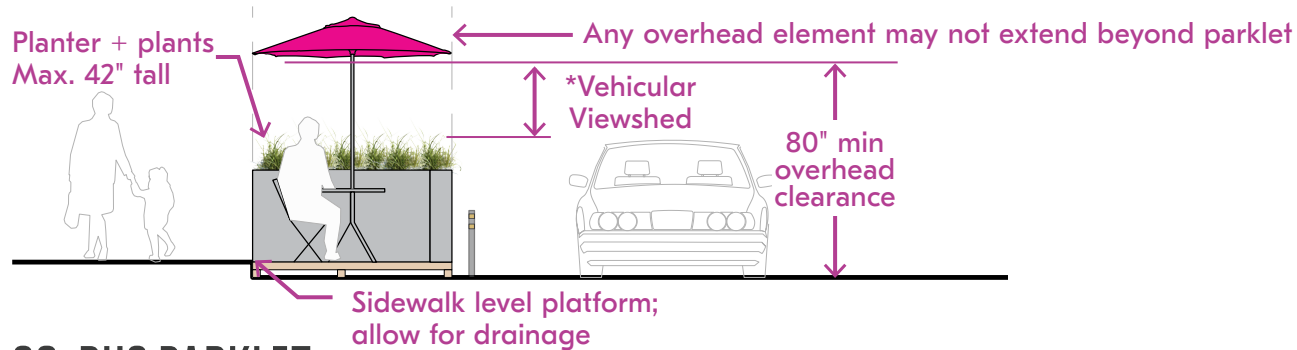 Planter + plants
Max. 42" tall
Any overhead element may not extend beyond parklet
*Vehicular
Viewshed
80" min
overhead
clearance
Sidewalk level platform;
allow for drainage